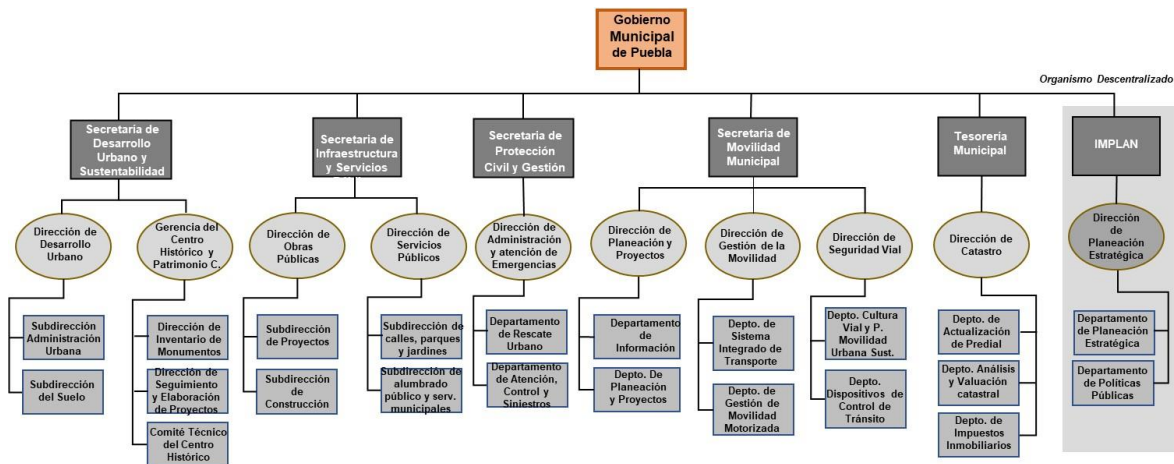 Gobierno
Municipal
de Puebla
Organismo Descentralizado
Secretaría de
Desarrollo
Urbano y
Sustentabilidad
Secretaría de
Infraestructura
y Servicios
Secretaría de
Protección
Civil y Gestión
Secretaría de
Movilidad
Municipal
Tesorería
Municipal
IMPLAN
Dirección de
Desarrollo
Urbano
Gerencia del
Centro
Histórico y
Patrimonio C.
Dirección de
Obras
Públicas
Dirección de
Servicios
Públicos
Dirección de
Administración
y atención de
Emergencias
Dirección de
Planeación y
Proyectos
Dirección de
Gestión de la
Movilidad
Dirección de
Seguridad Vial
Dirección de
Catastro
Dirección
de
Planeación
Estratégica
Subdirección
Administración
Urbana
Subdirección
del Suelo
Dirección de
Inventario de
Monumentos
Dirección de
Seguimiento
y Elaboración
de Proyectos
Comité Técnico
del Centro
Histórico
Subdirección
de Proyectos
Subdirección
de
Construcción
Subdirección de
calles, parques
y jardines
Subdirección de
alumbrado
público y serv.
municipales
Departamento
de Rescate
Urbano
Departamento
de Atención,
Control y
Siniestros
Departamento
de
Información
Depto. De
Planeación y
Proyectos
Depto. de
Sistema
Integrado de
Transporte
Depto. de
Gestión de
Movilidad
Motorizada
Depto. Cultura
Vial y P.
Movilidad
Urbana Sust.
Depto.
Dispositivos de
Control de
Tránsito
Depto. de
Actualización
de Predial
Depto. Análisis
y Valuación
catastral
Depto. de
Impuestos
Inmobiliarios
Departamento
de Planeación
Estratégica
Departamento
de Políticas
Públicas